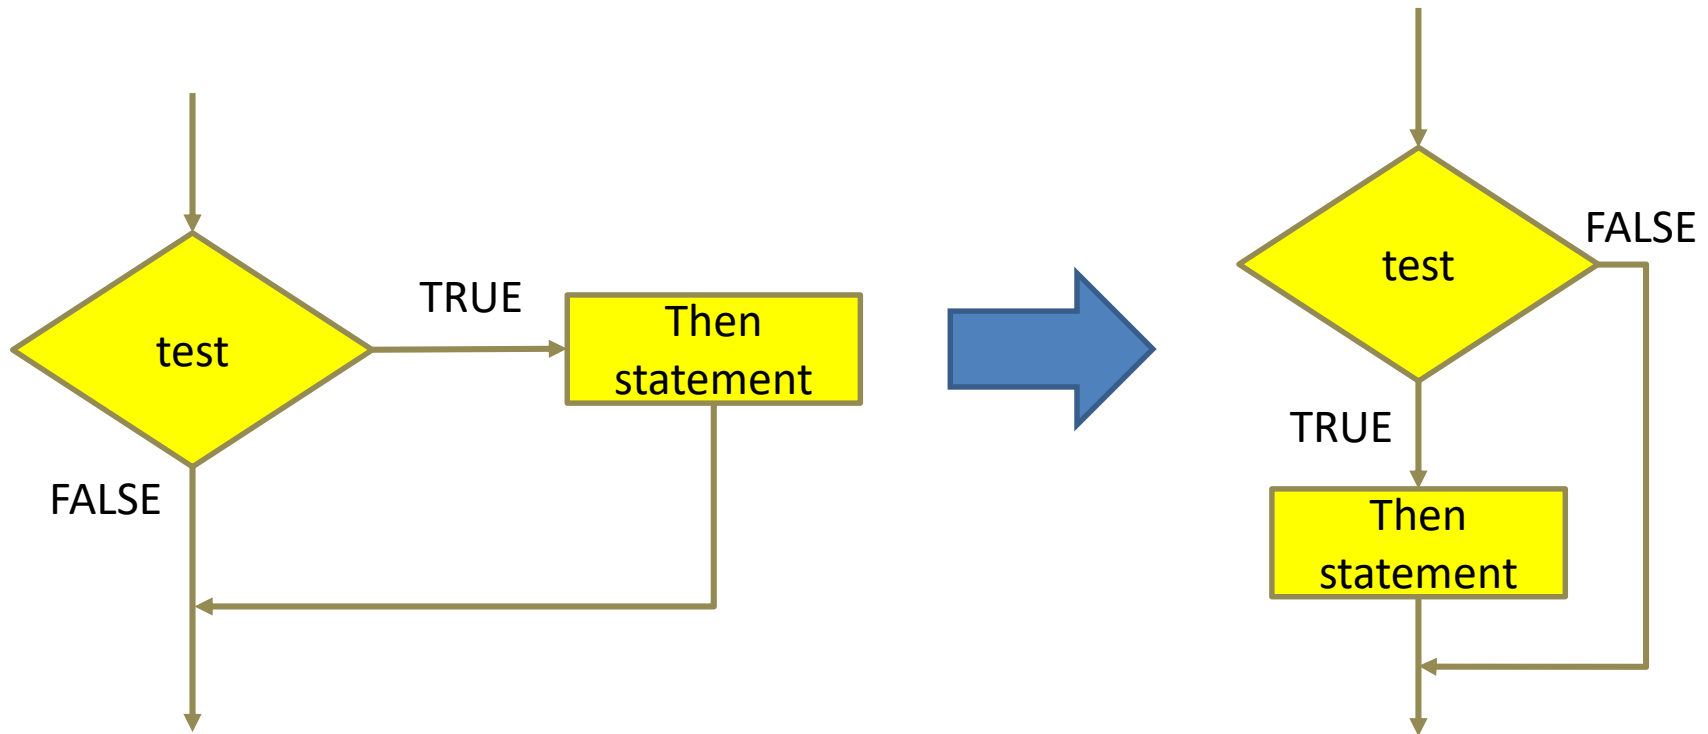 test
TRUE
Then
statement
FALSE
test
FALSE
TRUE
Then
statement